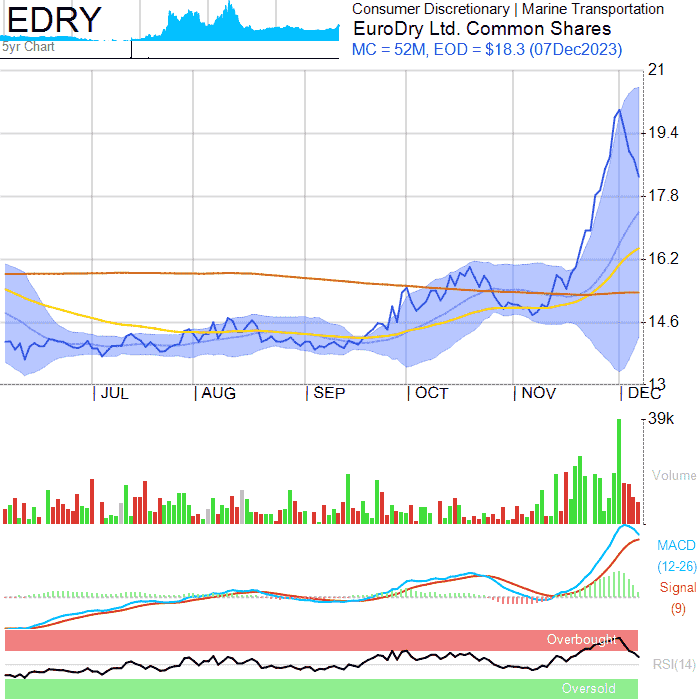 EDRY
5yr Chart
Consumer Discretionary | Marine Transportation
EuroDry Ltd. Common Shares
MC = 52M, EOD = $18.3 (07Dec2023)
21
19.4
17.8
16.2
14.6
13
JUL AUG SEP OCT NOV DEC
39k
Volume
MACD
(12-26)
Signal
(9)
Overbought
RSI(14)
Oversold